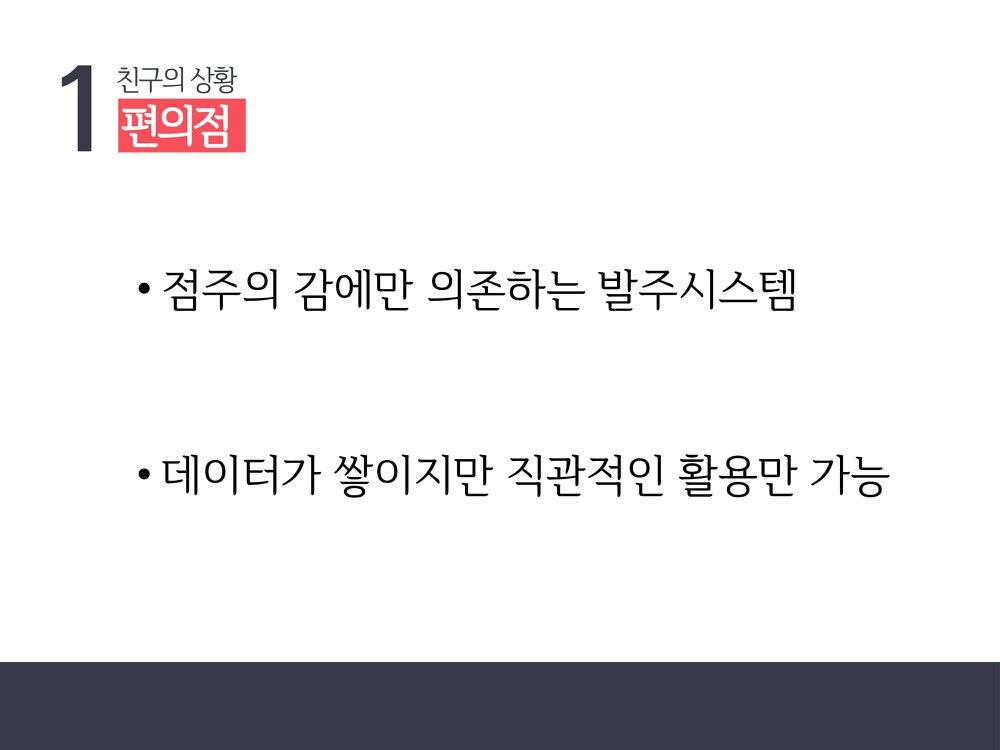 1
친구의 상황
편의점
• 점주의 감에만 의존하는 발주시스템
• 데이터가 쌓이지만 직관적인 활용만 가능